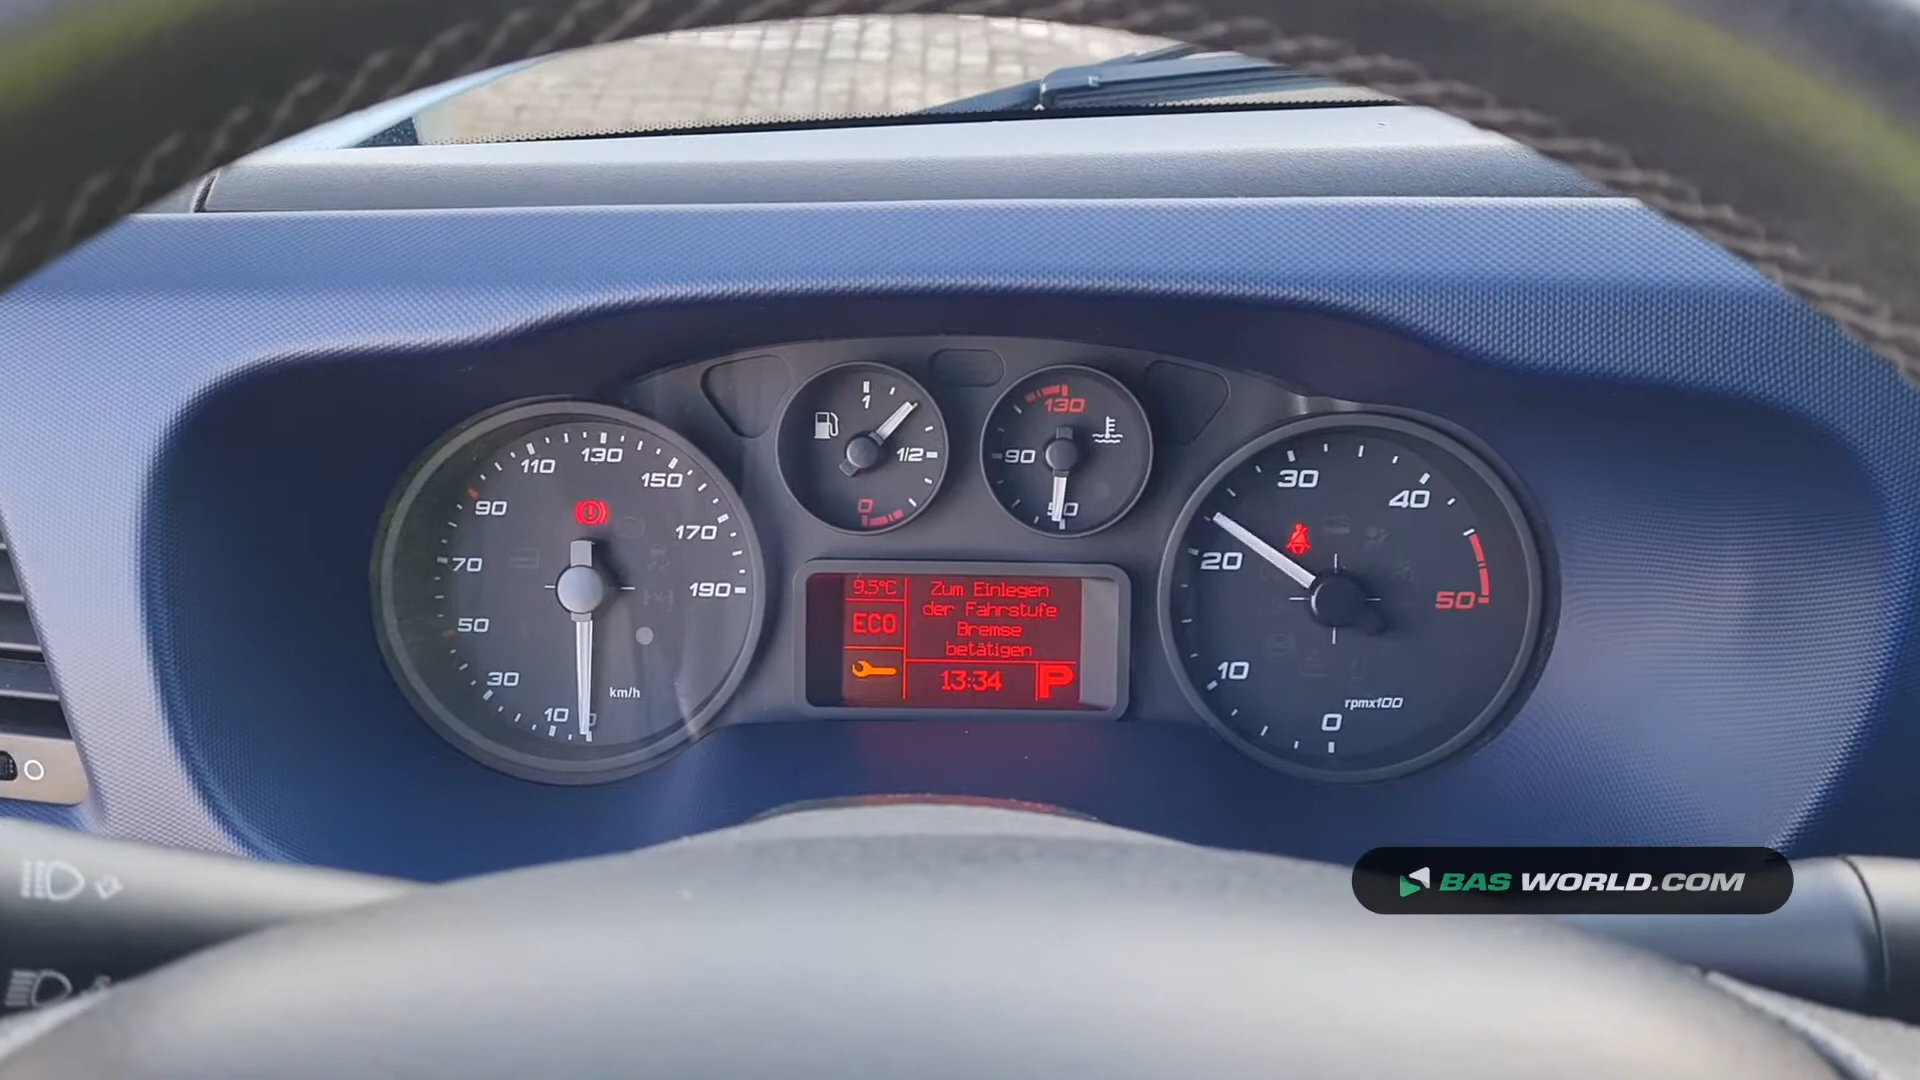 1
1/2
0
130
90
50
10
30
50
70
90
110
130
150
170
190
km/h
9.5°C
ECO
Zum Einlegen
der Fahrstufe
Bremse
betätigen
13:34
P
0
10
20
30
40
50
rpmx100
BAS WORLD.COM